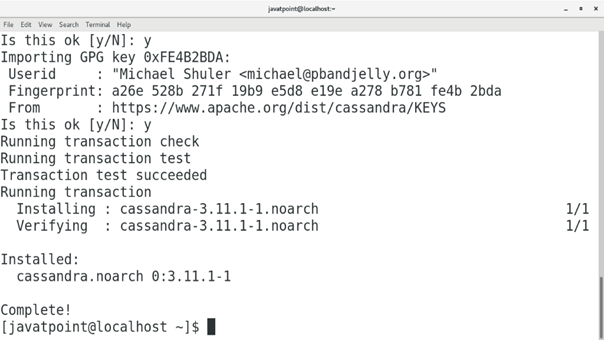 javatpoint@localhost:~
File Edit View Search Terminal Help
Is this ok [y/N]: y
Importing GPG key 0xFE4B2BDA:
 Userid     : "Michael Shuler <michael@pbandjelly.org>"
 Fingerprint: a26e 528b 271f 19b9 e5d8 e19e a278 b781 fe4b 2bda
 From       : https://www.apache.org/dist/cassandra/KEYS
Is this ok [y/N]: y
Running transaction check
Running transaction test
Transaction test succeeded
Running transaction
  Installing : cassandra-3.11.1-1.noarch 1/1
  Verifying  : cassandra-3.11.1-1.noarch 1/1
Installed:
  cassandra.noarch 0:3.11.1-1
Complete!
[javatpoint@localhost ~]$